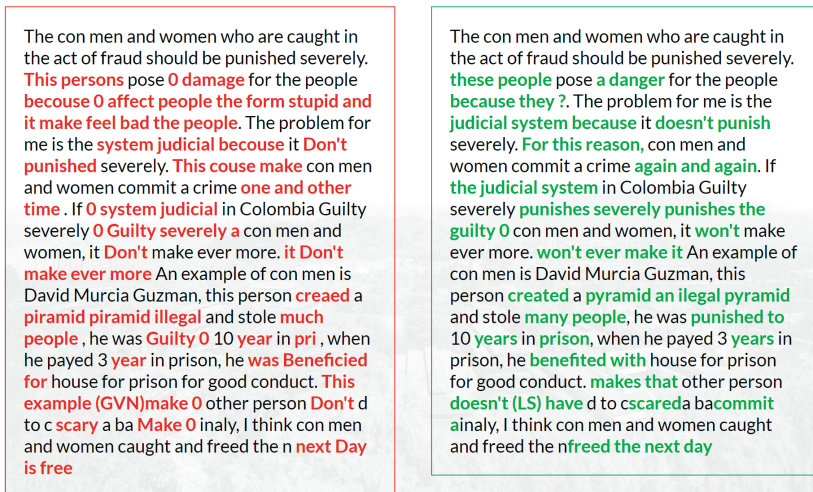 The con men and women who are caught in
the act of fraud should be punished severely.
This persons pose 0 damage for the people
becouse 0 affect people the form stupid and
it make feel bad the people. The problem for
me is the system judicial becouse it Don't
punished severely. This couse make con men
and women commit a crime one and other
time . If 0 system judicial in Colombia Guilty
severely 0 Guilty severely a con men and
women, it Don't make ever more. it Don't
make ever more An example of con men is
David Murcia Guzman, this person creaed a
piramid piramid illegal and stole much
people , he was Guilty 0 10 year in pri , when
he payed 3 year in prison, he was Beneficied
for house for prison for good conduct. This
example (GVN)make 0 other person Don't d
to c scary a ba Make 0 inaly, I think con men
and women caught and freed the n next Day
is free
The con men and women who are caught in
the act of fraud should be punished severely.
these people pose a danger for the people
because they ?. The problem for me is the
judicial system because it doesn't punish
severely. For this reason, con men and
women commit a crime again and again. If
the judicial system in Colombia Guilty
severely punishes severely punishes the
guilty 0 con men and women, it won't make
ever more. won't ever make it An example of
con men is David Murcia Guzman, this
person created a pyramid an ilegal pyramid
and stole many people, he was punished to
10 years in prison, when he payed 3 years in
prison, he benefited with house for prison
for good conduct. makes that other person
doesn't (LS) have d to cscareda bacommit
ainaly, I think con men and women caught
and freed the nfreed the next day